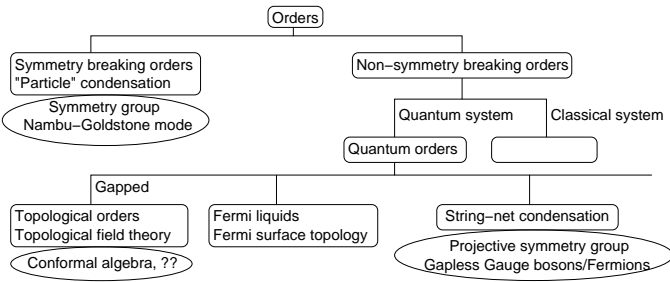 Orders
Symmetry breaking orders
"Particle" condensation
Symmetry group
Nambu−Goldstone mode
Non−symmetry breaking orders
Quantum system
Classical system
Quantum orders
Gapped
Topological orders
Topological field theory
Conformal algebra, ??
Fermi liquids
Fermi surface topology
String−net condensation
Projective symmetry group
Gapless Gauge bosons/Fermions